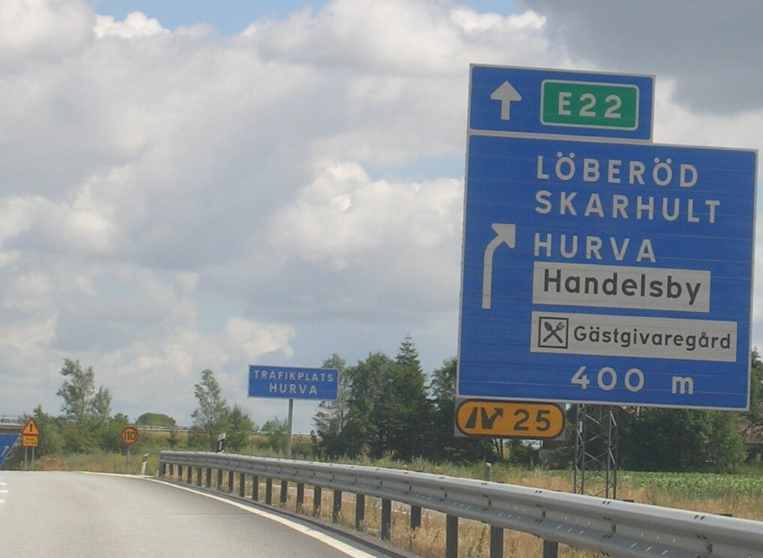 E22
LÖBERÖD
SKARHULT
HURVA
Handelsby
Gästgivaregård
400 m
25
TRAFIKPLATS
HURVA
110